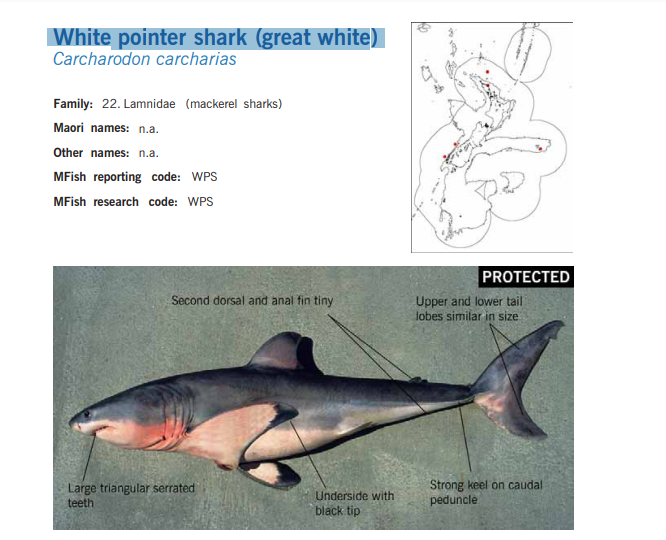 White pointer shark (great white)
Carcharodon carcharias
Family: 22. Lamnidae (mackerel sharks)
Maori names: n.a.
Other names: n.a.
MFish reporting code: WPS
MFish research code: WPS
PROTECTED
Second dorsal and anal fin tiny
Upper and lower tail
lobes similar in size
Large triangular serrated
teeth
Underside with
black tip
Strong keel on caudal
peduncle